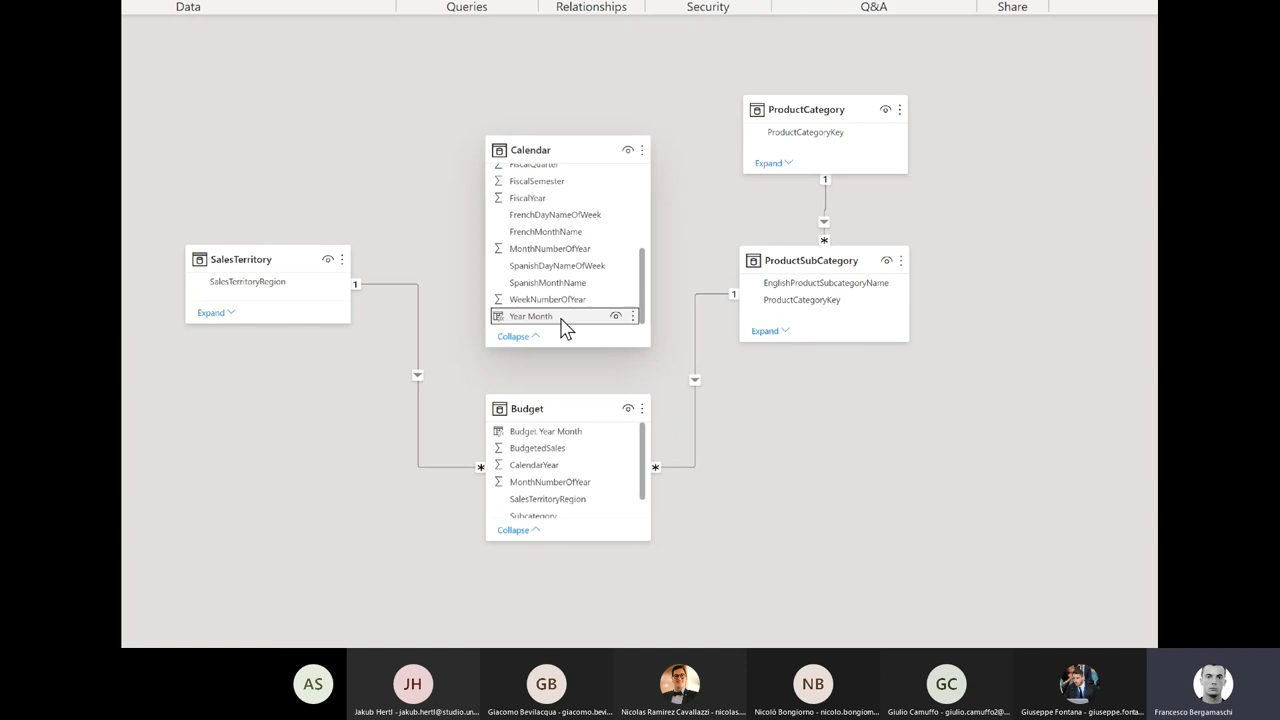 Data
Queries
Relationships
Security
Q&A
Share
ProductCategory
ProductCategoryKey
Expand
1
*
Calendar
FiscalQuarter
FiscalSemester
FiscalYear
FrenchDayNameOfWeek
FrenchMonthName
MonthNumberOfYear
SpanishDayNameOfWeek
SpanishMonthName
WeekNumberOfYear
Year Month
Collapse
SalesTerritory
SalesTerritoryRegion
Expand
1
ProductSubCategory
EnglishProductSubcategoryName
ProductCategoryKey
Expand
1
Budget
Budget Year Month
BudgetedSales
CalendarYear
MonthNumberOfYear
SalesTerritoryRegion
Subcategory
Collapse
*
*
AS
JH
GB
NB
GC
Jakub Hertl - jakub.hertl@studio.un...
Giacomo Bevilacqua - giacomo.bevi...
Nicolas Ramirez Cavallazzi - nicolas...
Nicolò Bongiorno - nicolo.bongiorn...
Giulio Camuffo - giulio.camuffo2@...
Giuseppe Fontana - giuseppe.fonta...
Francesco Bergamaschi